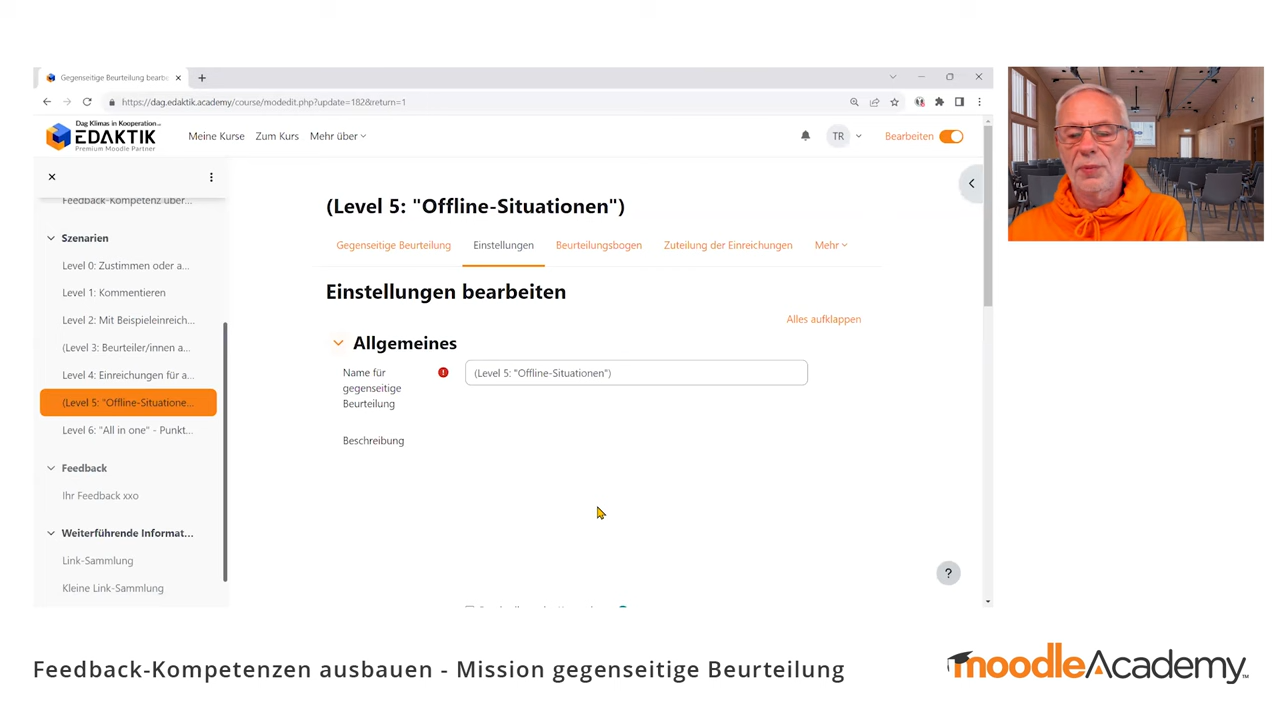 Gegenseitige Beurteilung bearbe
https://dag.edaktik.academy/course/modedit.php?update=182&return=1
Dag Klimas in Kooperation
EDAKTIK
Premium Moodle Partner
Meine Kurse Zum Kurs Mehr über
TR
Bearbeiten
Feedback-Kompetenz über
Szenarien
Level 0: Zustimmen oder a...
Level 1: Kommentieren
Level 2: Mit Beispieleinreich...
(Level 3: Beurteiler/innen a...
Level 4: Einreichungen für a...
(Level 5: "Offline-Situatione...
Level 6: "All in one" - Punkt...
Feedback
Ihr Feedback xxo
Weiterführende Informat...
Link-Sammlung
Kleine Link-Sammlung
(Level 5: "Offline-Situationen")
Gegenseitige Beurteilung Einstellungen Beurteilungsbogen Zuteilung der Einreichungen Mehr
Einstellungen bearbeiten
Alles aufklappen
Allgemeines
Name für
gegenseitige
Beurteilung
(Level 5: "Offline-Situationen")
Beschreibung
?
Feedback-Kompetenzen ausbauen - Mission gegenseitige Beurteilung
moodleAcademy™